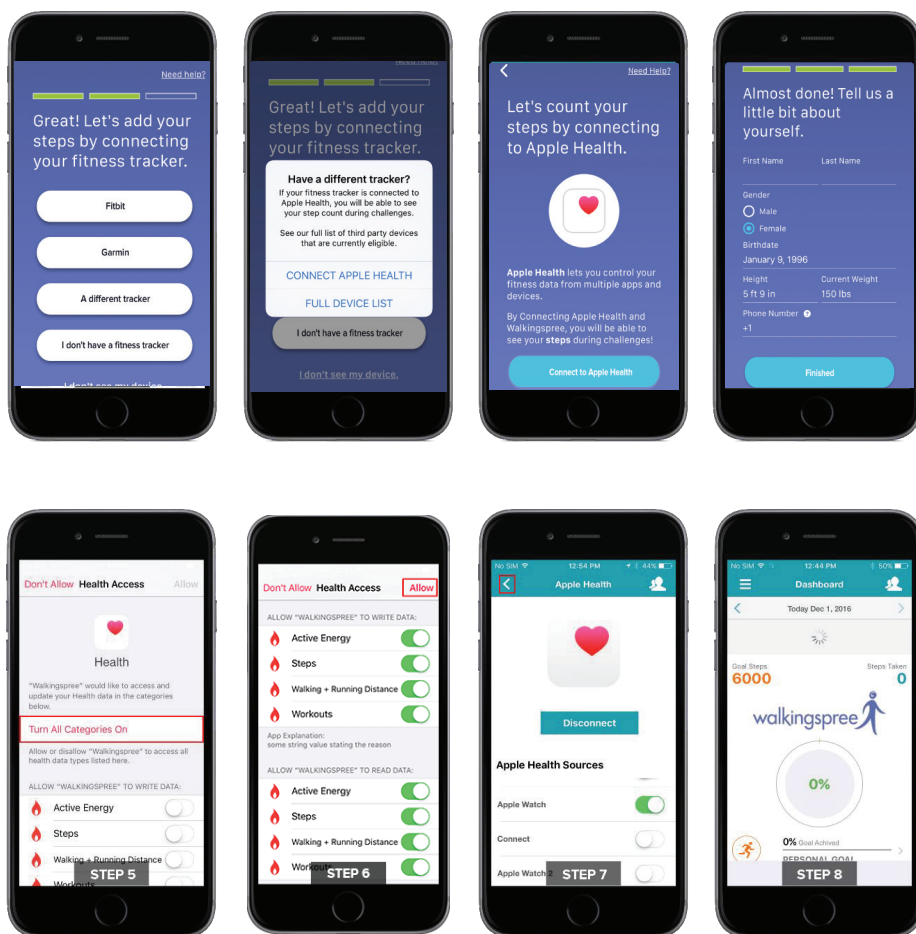 Need help?
Great! Let's add your
steps by connecting
your fitness tracker.
Fitbit
Garmin
A different tracker
I don't have a fitness tracker
I don't see my device.
Great! Let's add your
steps by connecting
your fitness tracker.
Have a different tracker?
If your fitness tracker is connected to
Apple Health, you will be able to see
your step count during challenges.
See our full list of third party devices
that are currently eligible.
CONNECT APPLE HEALTH
FULL DEVICE LIST
I don't have a fitness tracker
I don't see my device.
Need Help?
Let's count your
steps by connecting
to Apple Health.
Apple Health lets you control your
fitness data from multiple apps and
devices.
By Connecting Apple Health and
Walkingspree, you will be able to
see your steps during challenges!
Connect to Apple Health
Almost done! Tell us a
little bit about
yourself.
First Name Last Name
Gender
Male
Female
Birthdate
January 9, 1996
Height Current Weight
5 ft 9 in 150 lbs
Phone Number ?
+1
Finished
Don't Allow Health Access Allow
Health
"Walkingspree" would like to access and
update your Health data in the categories
below.
Turn All Categories On
Allow or disallow "Walkingspree" to access all
health data types listed here.
ALLOW "WALKINGSPREE" TO WRITE DATA:
Active Energy
Steps
Walking + Running Distance
Workouts
STEP 5
Don't Allow Health Access Allow
ALLOW "WALKINGSPREE" TO WRITE DATA:
Active Energy
Steps
Walking + Running Distance
Workouts
App Explanation:
some string value stating the reason
ALLOW "WALKINGSPREE" TO READ DATA:
Active Energy
Steps
Walking + Running Distance
Workouts
STEP 6
No SIM 12:54 PM 44%
Apple Health
Disconnect
Apple Health Sources
Apple Watch
Connect
Apple Watch 2
STEP 7
No SIM 12:44 PM 50%
Dashboard
Today Dec 1, 2016
Goal Steps Steps Taken
6000 0
walkingspree
0%
0% Goal Achived
PERSONAL GOAL
STEP 8